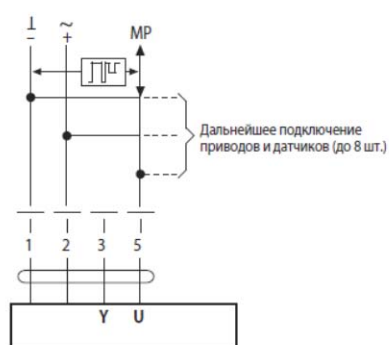 ⊥ ~ MP
− +
Дальнейшее подключение
приводов и датчиков (до 8 шт.)
1 2 3 5
Y U